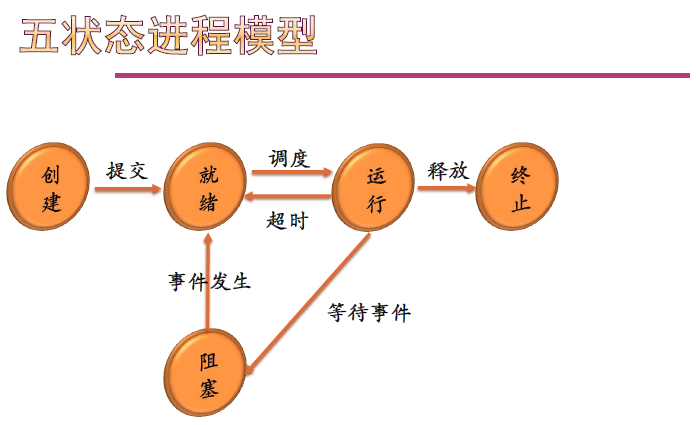 五状态进程模型
创建
提交
就绪
调度
超时
运行
释放
终止
事件发生
等待事件
阻塞